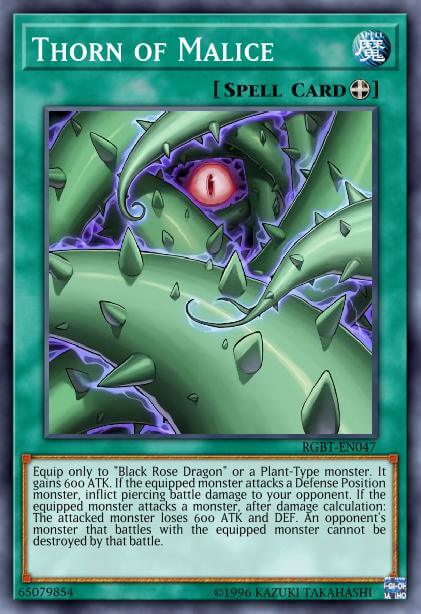 THORN OF MALICE
SPELL
魔
[SPELL CARD]
RGBT-EN047
Equip only to "Black Rose Dragon" or a Plant-Type monster. It
gains 600 ATK. If the equipped monster attacks a Defense Position
monster, inflict piercing battle damage to your opponent. If the
equipped monster attacks a monster, after damage calculation:
The attacked monster loses 600 ATK and DEF. An opponent's
monster that battles with the equipped monster cannot be
destroyed by that battle.
65079854
©1996 KAZUKI TAKAHASHI